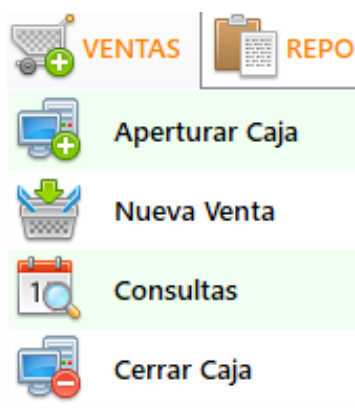 VENTAS REPO
Aperturar Caja
Nueva Venta
Consultas
Cerrar Caja